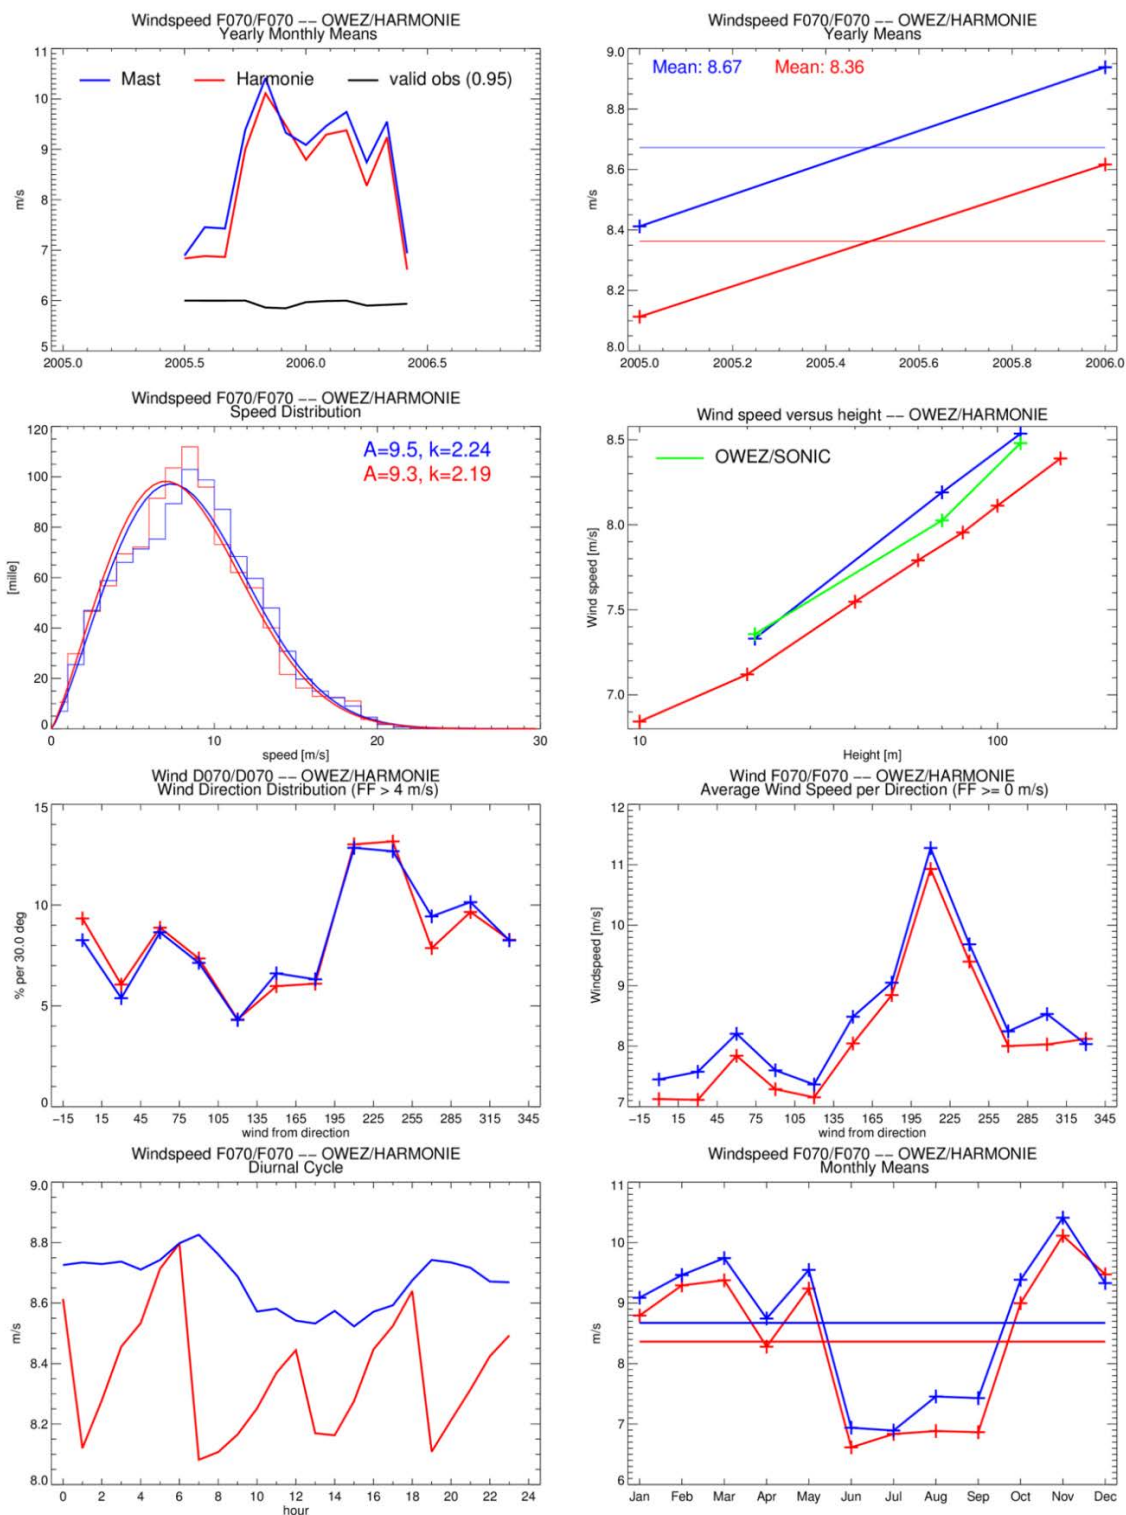 Windspeed F070/F070 −− OWEZ/HARMONIE
Yearly Monthly Means
Mast
Harmonie
valid obs (0.95)
11
10
9
8
7
6
5
m/s
2005.0 2005.5 2006.0 2006.5
Windspeed F070/F070 −− OWEZ/HARMONIE
Yearly Means
Mean: 8.67 Mean: 8.36
9.0
8.8
8.6
8.4
8.2
8.0
m/s
2005.0 2005.2 2005.4 2005.6 2005.8 2006.0
Windspeed F070/F070 −− OWEZ/HARMONIE
Speed Distribution
A=9.5, k=2.24
A=9.3, k=2.19
120
100
80
60
40
20
0
[mille]
0 10 20 30
speed [m/s]
Wind speed versus height −− OWEZ/HARMONIE
OWEZ/SONIC
8.5
8.0
7.5
7.0
Wind speed [m/s]
10 100
Height [m]
Wind D070/D070 −− OWEZ/HARMONIE
Wind Direction Distribution (FF > 4 m/s)
15
10
5
0
% per 30.0 deg
−15 15 45 75 105 135 165 195 225 255 285 315 345
wind from direction
Wind F070/F070 −− OWEZ/HARMONIE
Average Wind Speed per Direction (FF >= 0 m/s)
12
11
10
9
8
7
Windspeed [m/s]
−15 15 45 75 105 135 165 195 225 255 285 315 345
wind from direction
Windspeed F070/F070 −− OWEZ/HARMONIE
Diurnal Cycle
9.0
8.8
8.6
8.4
8.2
8.0
m/s
0 2 4 6 8 10 12 14 16 18 20 22 24
hour
Windspeed F070/F070 −− OWEZ/HARMONIE
Monthly Means
11
10
9
8
7
6
m/s
Jan Feb Mar Apr May Jun Jul Aug Sep Oct Nov Dec